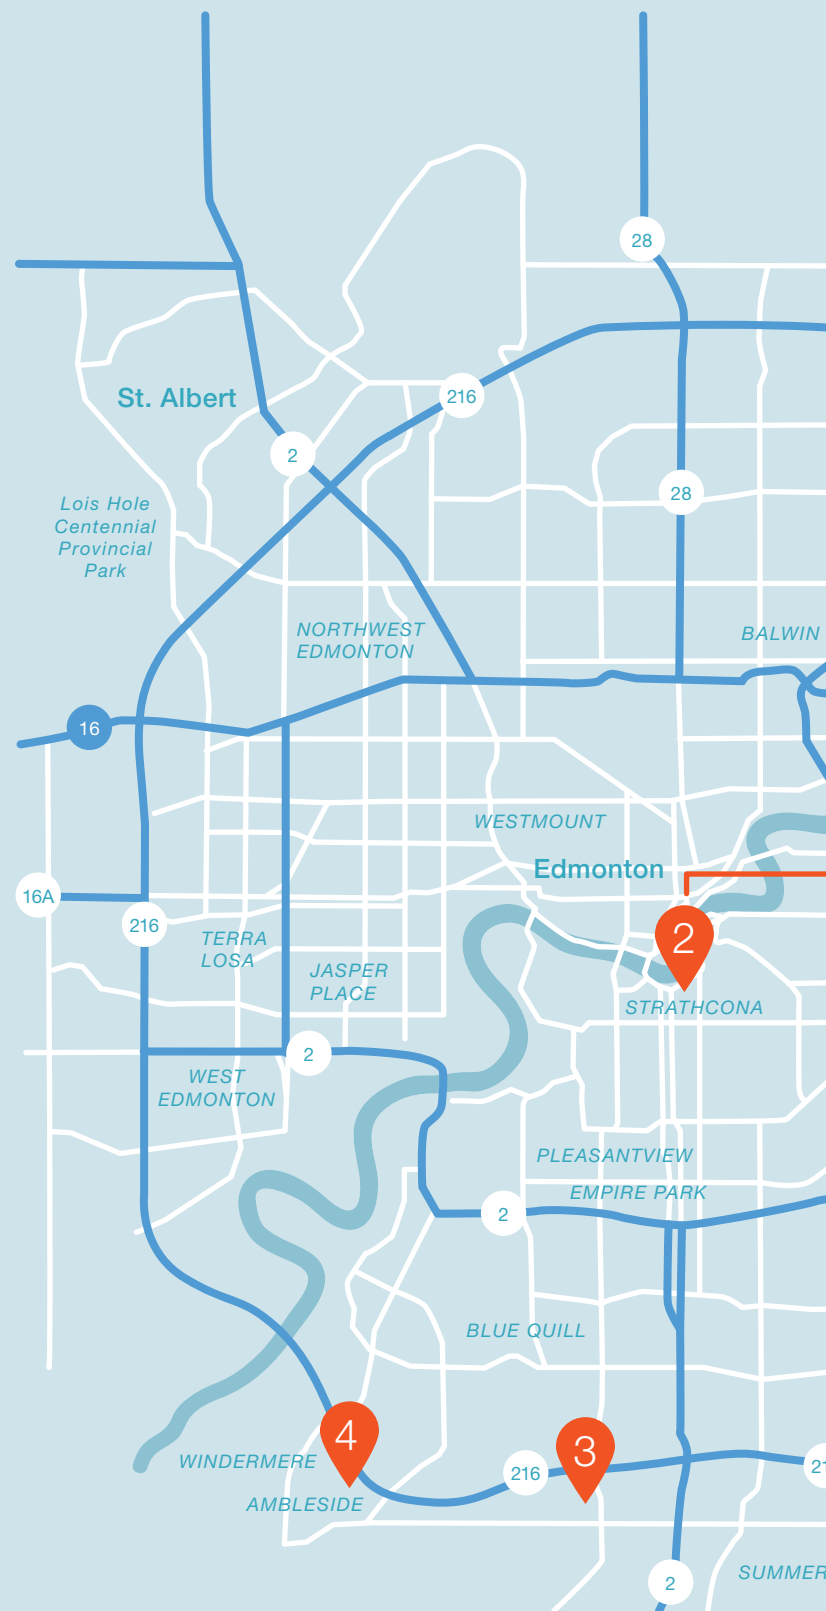 28
St. Albert
216
2
28
Lois Hole
Centennial
Provincial
Park
NORTHWEST
EDMONTON
BALWIN
16
WESTMOUNT
Edmonton
16A
216
2
TERRA
LOSA
JASPER
PLACE
STRATHCONA
2
WEST
EDMONTON
PLEASANTVIEW
EMPIRE PARK
2
BLUE QUILL
4
3
WINDERMERE
216
21
AMBLESIDE
2
SUMMER